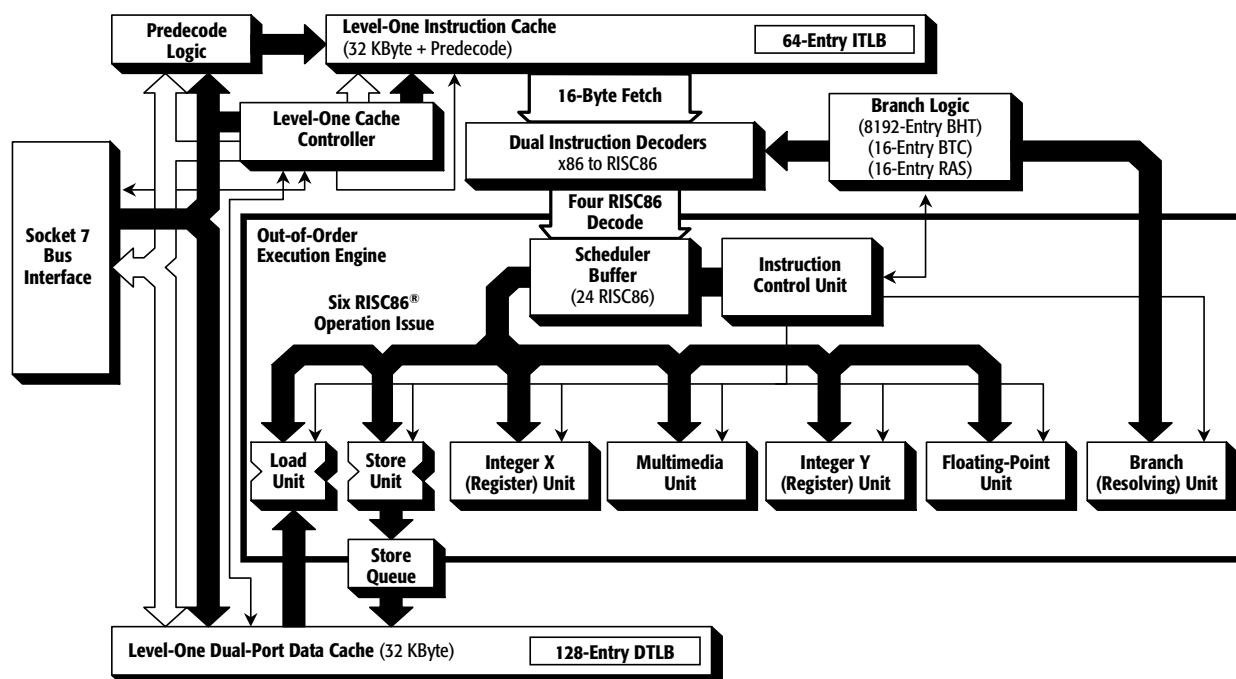 Predecode
Logic
Level-One Instruction Cache
(32 KByte + Predecode)
64-Entry ITLB
16-Byte Fetch
Level-One Cache
Controller
Dual Instruction Decoders
x86 to RISC86
Branch Logic
(8192-Entry BHT)
(16-Entry BTC)
(16-Entry RAS)
Four RISC86
Decode
Socket 7
Bus
Interface
Out-of-Order
Execution Engine
Scheduler
Buffer
(24 RISC86)
Instruction
Control Unit
Six RISC86®
Operation Issue
Load
Unit
Store
Unit
Integer X
(Register) Unit
Multimedia
Unit
Integer Y
(Register) Unit
Floating-Point
Unit
Branch
(Resolving) Unit
Store
Queue
Level-One Dual-Port Data Cache (32 KByte)
128-Entry DTLB